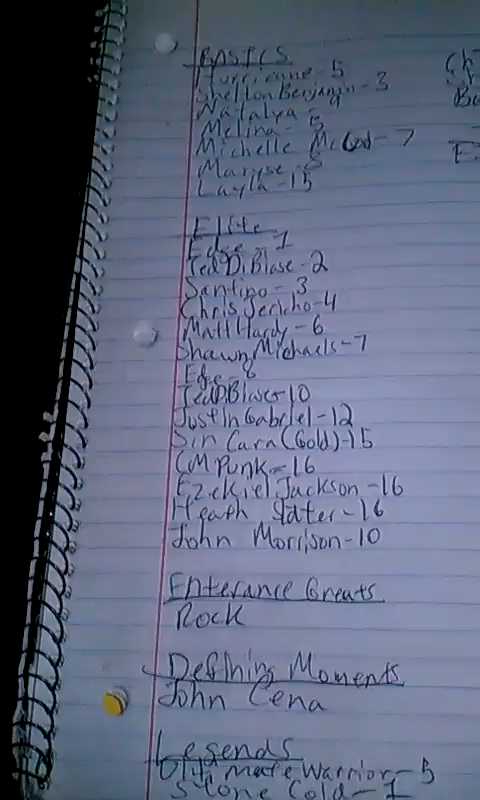 BASICS
Hurricane-5
Shelton Benjamin-3
Natalya-9
Melina-5
Michelle McCool-7
Maryse-8
Layla-15
Elite
Edge-1
Ted DiBiase-2
Santino-3
Chris Jericho-4
Matt Hardy-6
Shawn Michaels-7
Edge-8
Ted DiBiase-10
Justin Gabriel-12
Sin Cara (Gold)-15
CM Punk-16
Ezekiel Jackson-16
Heath Slater-16
John Morrison-10
Enterance Greats
Rock
Defining Moments
John Cena
Legends
Ultimate Warrior-5
Stone Cold-1
Ch
Ba
E